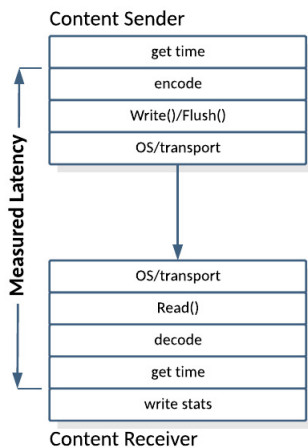 Content Sender
get time
encode
Write()/Flush()
OS/transport
Measured Latency
OS/transport
Read()
decode
get time
write stats
Content Receiver